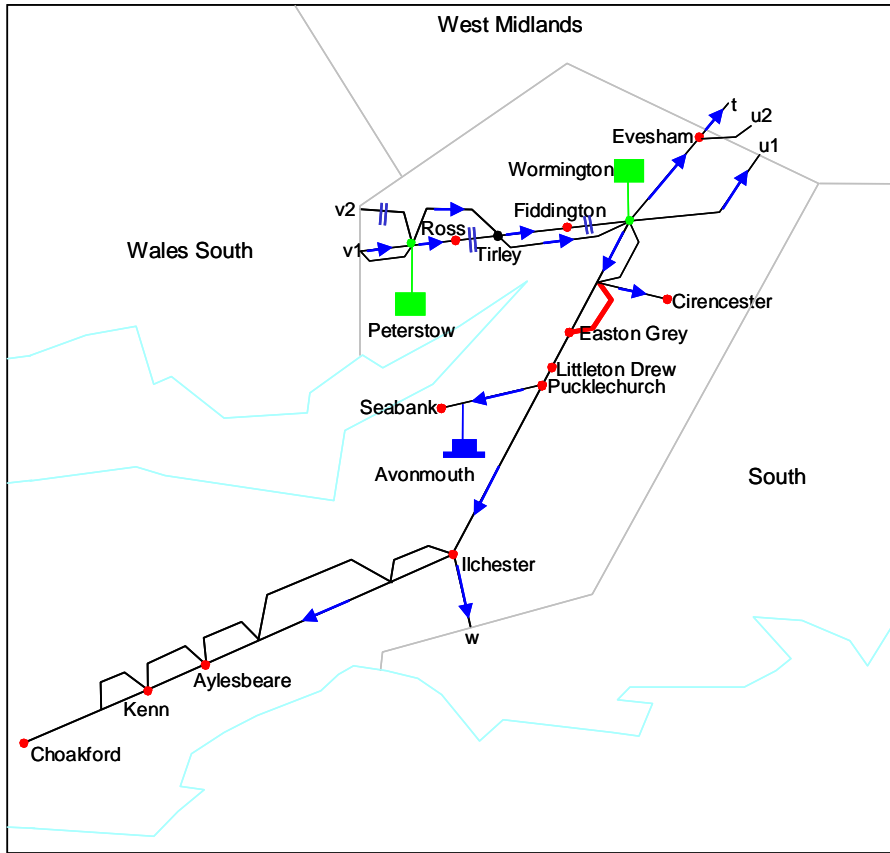 West Midlands
t
u2
Evesham
u1
Wormington
v2
Fiddington
Ross
v1
Wales South
Tirley
Cirencester
Peterstow
Easton Grey
Littleton Drew
Pucklechurch
Seabank
Avonmouth
South
Ilchester
w
Aylesbeare
Kenn
Choakford